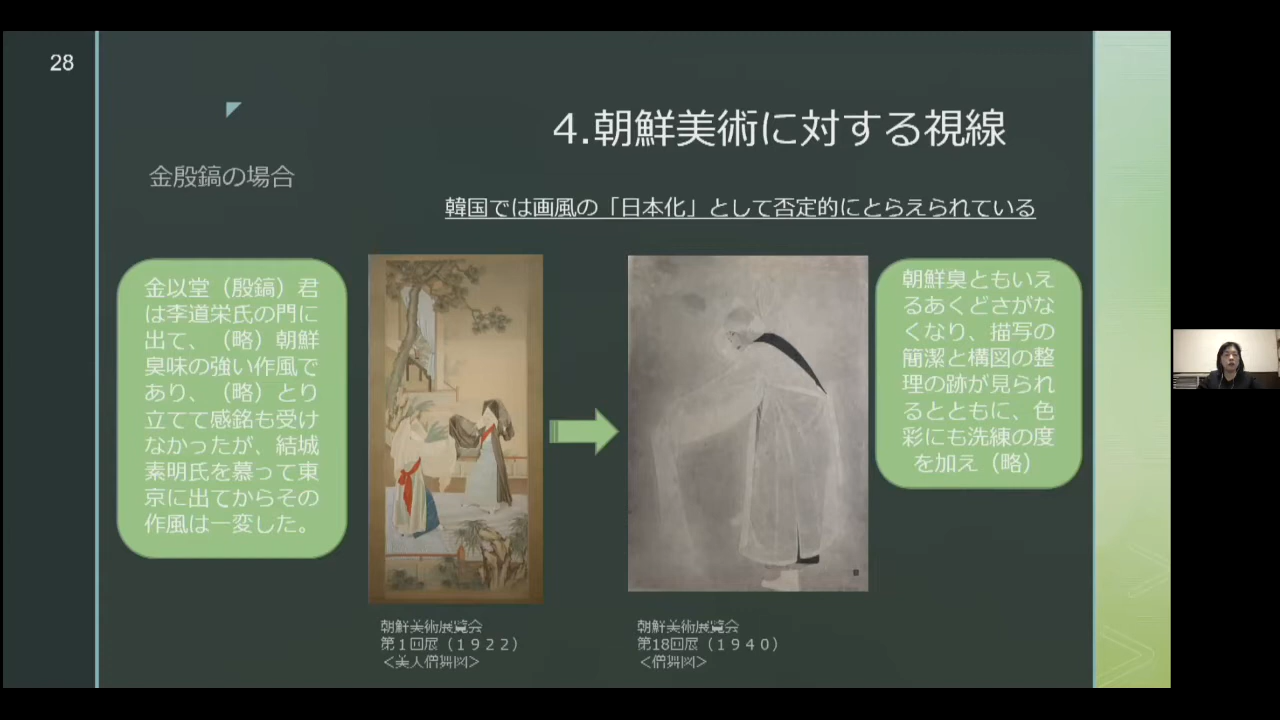 28
4.朝鮮美術に対する視線
金殷鎬の場合
韓国では画風の「日本化」として否定的にとらえられている
金以堂（殷鎬）君
は李道栄氏の門に
出て、（略）朝鮮
臭味の強い作風で
あり、（略）とり
立てて感銘も受け
なかったが、結城
素明氏を慕って東
京に出てからその
作風は一変した。
朝鮮臭ともいえ
るあくどさがな
くなり、描写の
簡潔と構図の整
理の跡が見られ
るとともに、色
彩にも洗練の度
を加え（略）
朝鮮美術展覧会
第１回展（１９２２）
＜美人僧舞図＞
朝鮮美術展覧会
第18回展（１９４０）
＜僧舞図＞